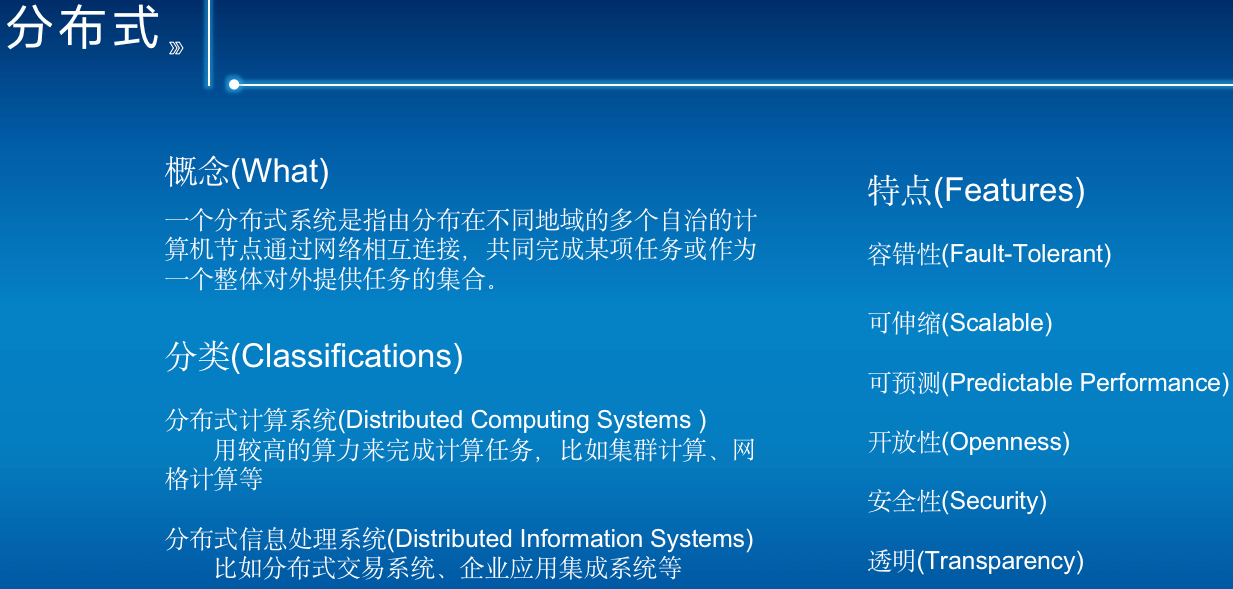 分布式
概念(What)
一个分布式系统是指由分布在不同地域的多个自治的计
算机节点通过网络相互连接，共同完成某项任务或作为
一个整体对外提供任务的集合。
分类(Classifications)
分布式计算系统(Distributed Computing Systems )
用较高的算力来完成计算任务，比如集群计算、网
格计算等
分布式信息处理系统(Distributed Information Systems)
比如分布式交易系统、企业应用集成系统等
特点(Features)
容错性(Fault-Tolerant)
可伸缩(Scalable)
可预测(Predictable Performance)
开放性(Openness)
安全性(Security)
透明(Transparency)